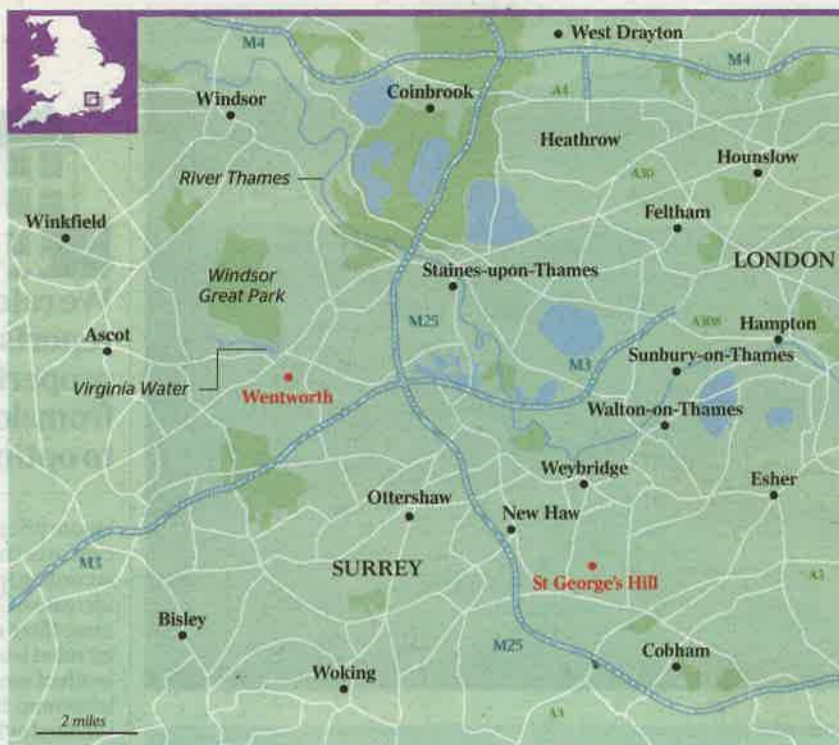 West Drayton
M4
M4
Windsor
Coinbrook
A4
Heathrow
Hounslow
River Thames
A30
Feltham
Winkfield
LONDON
Staines-upon-Thames
Windsor
Great Park
M25
A308
Hampton
Ascot
M3
Sunbury-on-Thames
Virginia Water
Wentworth
Walton-on-Thames
Weybridge
Esher
Ottershaw
New Haw
M3
SURREY
St George's Hill
A3
Bisley
M25
Cobham
Woking
A3
2 miles